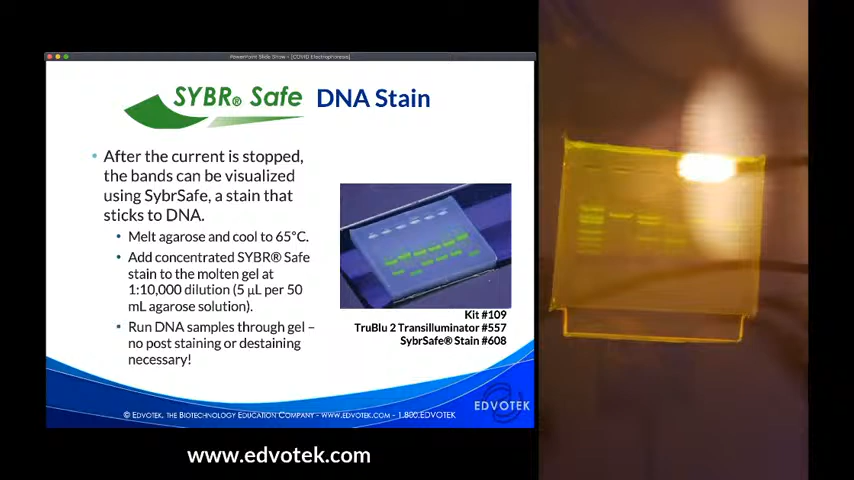 PowerPoint Slide Show - [COVID Electrophoresis]
SYBR® Safe DNA Stain
• After the current is stopped,
the bands can be visualized
using SybrSafe, a stain that
sticks to DNA.
• Melt agarose and cool to 65°C.
• Add concentrated SYBR® Safe
stain to the molten gel at
1:10,000 dilution (5 µL per 50
mL agarose solution).
• Run DNA samples through gel –
no post staining or destaining
necessary!
Kit #109
TruBlu 2 Transilluminator #557
SybrSafe® Stain #608
© EDVOTEK, THE BIOTECHNOLOGY EDUCATION COMPANY - WWW.EDVOTEK.COM - 1.800.EDVOTEK
EDVOTEK
www.edvotek.com